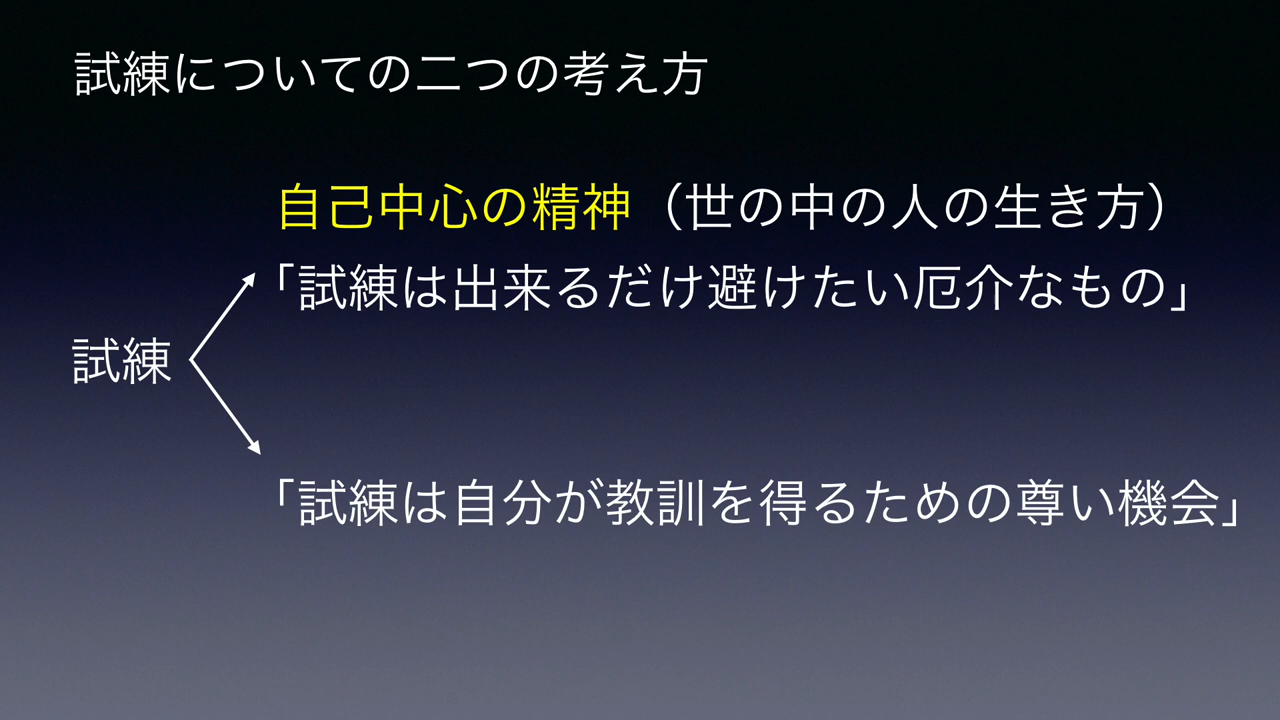 試練についての二つの考え方
自己中心の精神（世の中の人の生き方）
「試練は出来るだけ避けたい厄介なもの」
試練
「試練は自分が教訓を得るための尊い機会」